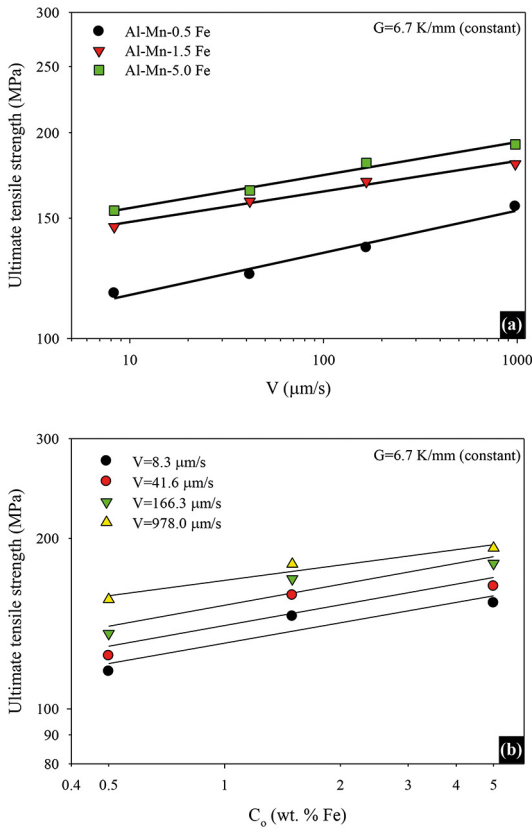 300
G=6.7 K/mm (constant)
Al-Mn-0.5 Fe
Al-Mn-1.5 Fe
Al-Mn-5.0 Fe
250
200
150
100
Ultimate tensile strength (MPa)
(a)
10
100
1000
V (μm/s)
300
G=6.7 K/mm (constant)
V=8.3 μm/s
V=41.6 μm/s
V=166.3 μm/s
V=978.0 μm/s
200
100
90
80
Ultimate tensile strength (MPa)
(b)
0.4
0.5
1
2
3
4
5
Co (wt. % Fe)